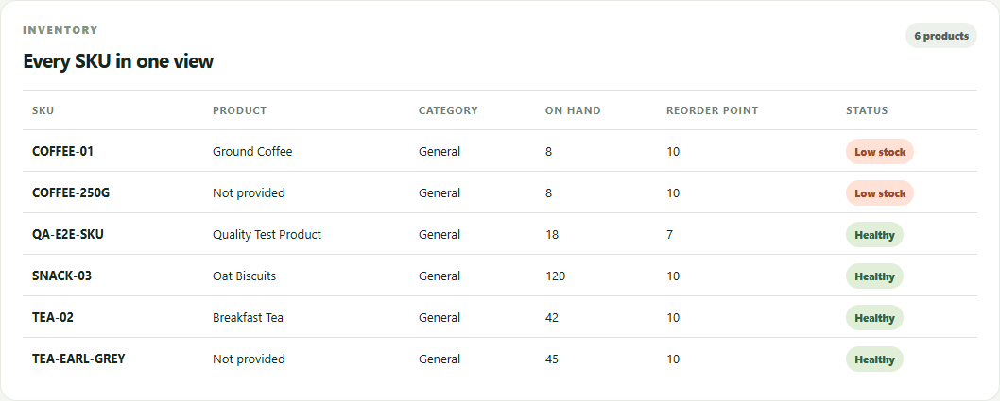 INVENTORY
6 products
Every SKU in one view
SKU PRODUCT CATEGORY ON HAND REORDER POINT STATUS
COFFEE-01 Ground Coffee General 8 10 Low stock
COFFEE-250G Not provided General 8 10 Low stock
QA-E2E-SKU Quality Test Product General 18 7 Healthy
SNACK-03 Oat Biscuits General 120 10 Healthy
TEA-02 Breakfast Tea General 42 10 Healthy
TEA-EARL-GREY Not provided General 45 10 Healthy